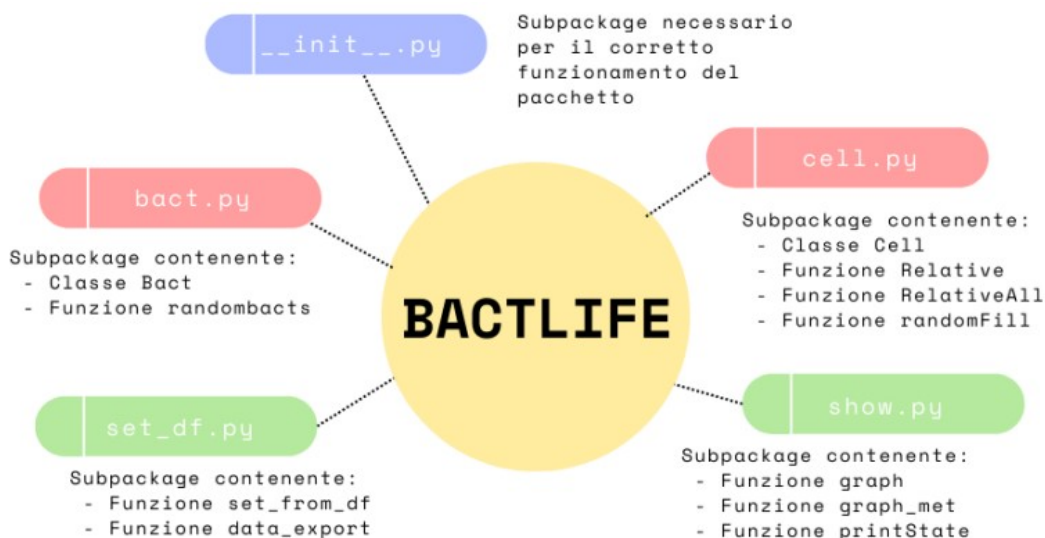 __init__.py
Subpackage necessario
per il corretto
funzionamento del
pacchetto
cell.py
Subpackage contenente:
- Classe Cell
- Funzione Relative
- Funzione RelativeAll
- Funzione randomFill
bact.py
Subpackage contenente:
- Classe Bact
- Funzione randombacts
BACTLIFE
set_df.py
Subpackage contenente:
- Funzione set_from_df
- Funzione data_export
show.py
Subpackage contenente:
- Funzione graph
- Funzione graph_met
- Funzione printState